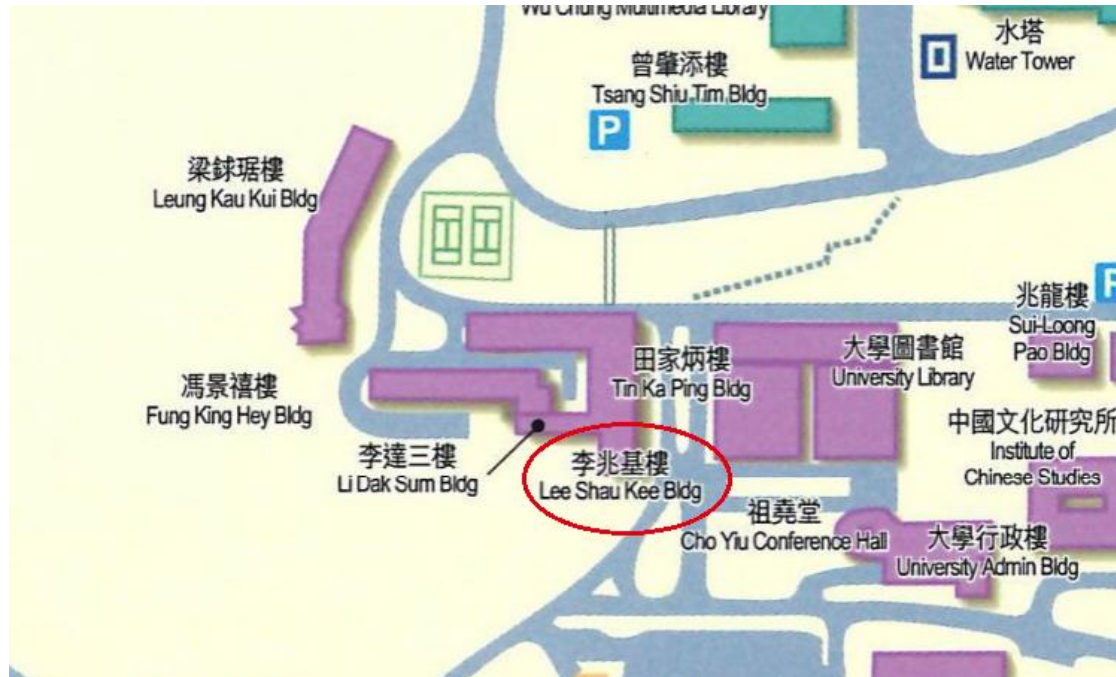 Wu Chung Multimedia Library
水塔
Water Tower
曾肇添樓
Tsang Shiu Tim Bldg
P
梁銶琚樓
Leung Kau Kui Bldg
P
兆龍樓
Sui-Loong
Pao Bldg
田家炳樓
Tin Ka Ping Bldg
大學圖書館
University Library
馮景禧樓
Fung King Hey Bldg
中國文化研究所
Institute of
Chinese Studies
李達三樓
Li Dak Sum Bldg
李兆基樓
Lee Shau Kee Bldg
祖堯堂
Cho Yiu Conference Hall
大學行政樓
University Admin Bldg